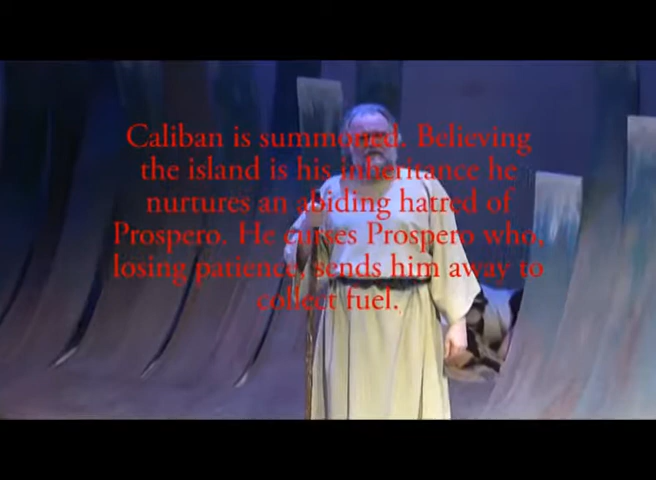 Caliban is summoned. Believing
the island is his inheritance he
nurtures an abiding hatred of
Prospero. He curses Prospero who,
losing patience, sends him away to
collect fuel.